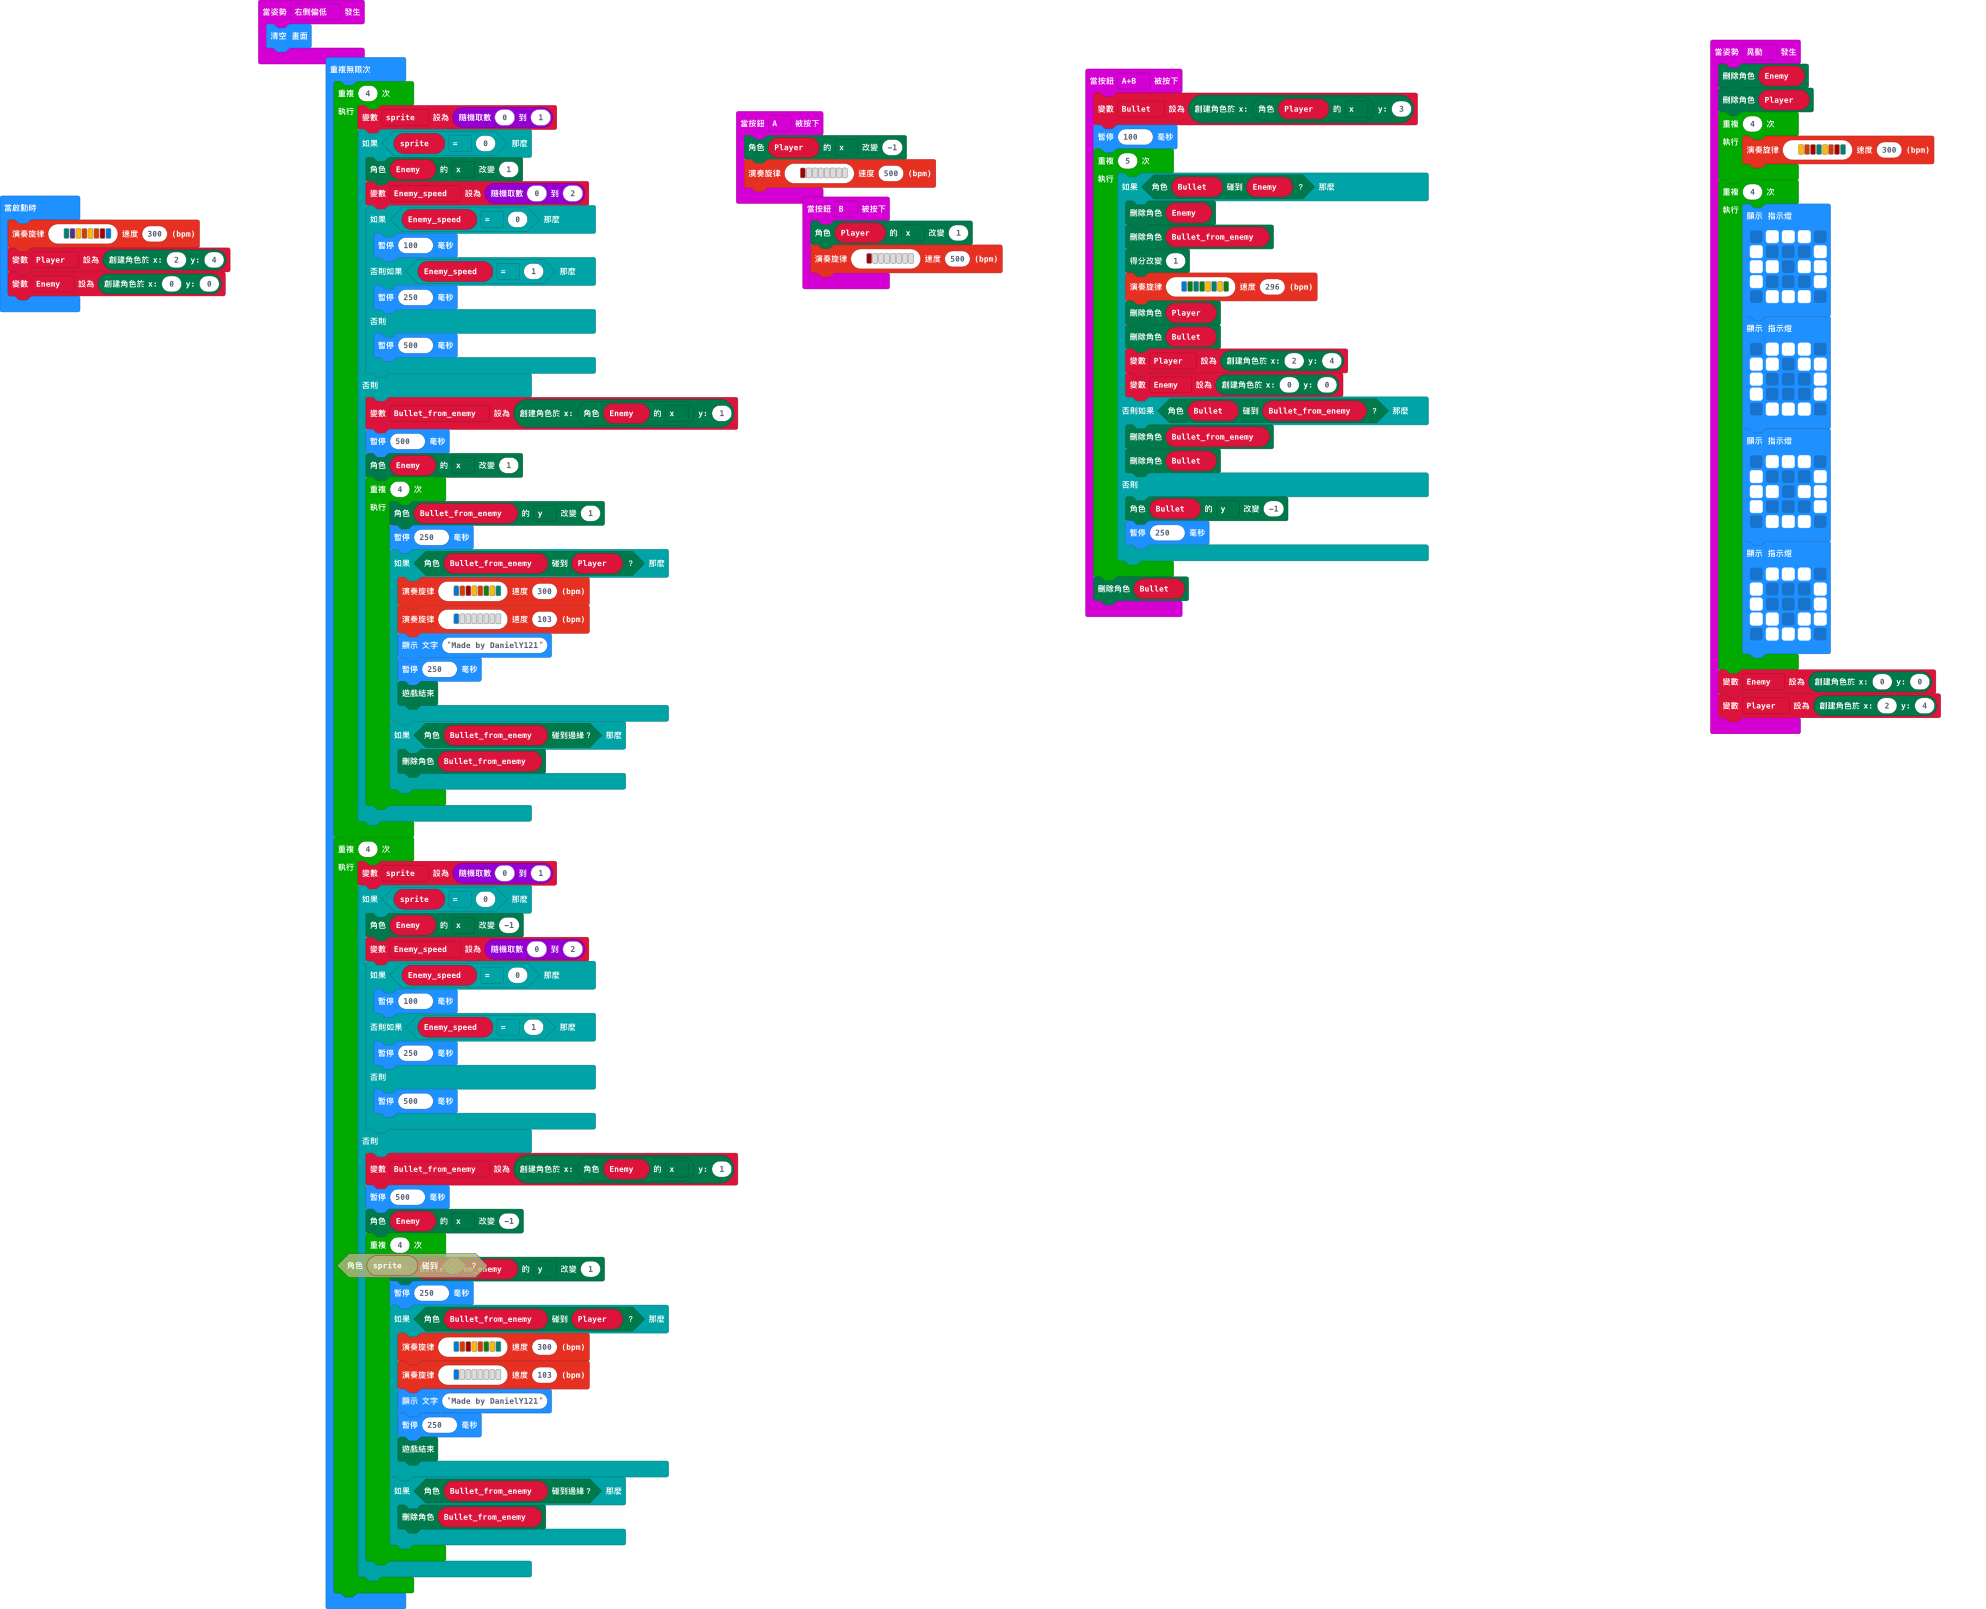 當姿勢 右側偏低 發生
清空 畫面
當啟動時
演奏旋律 速度 300 (bpm)
變數 Player 設為 創建角色於 x: 2 y: 4
變數 Enemy 設為 創建角色於 x: 0 y: 0
重複無限次
重複 4 次
執行
變數 sprite 設為 隨機取數 0 到 1
如果 sprite = 0 那麼
角色 Enemy 的 x 改變 1
變數 Enemy_speed 設為 隨機取數 0 到 2
如果 Enemy_speed = 0 那麼
暫停 100 毫秒
否則如果 Enemy_speed = 1 那麼
暫停 250 毫秒
否則
暫停 500 毫秒
否則
變數 Bullet_from_enemy 設為 創建角色於 x: 角色 Enemy 的 x y: 1
暫停 500 毫秒
角色 Enemy 的 x 改變 1
重複 4 次
執行
角色 Bullet_from_enemy 的 y 改變 1
暫停 250 毫秒
如果 角色 Bullet_from_enemy 碰到 Player ? 那麼
演奏旋律 速度 300 (bpm)
演奏旋律 速度 103 (bpm)
顯示 文字 "Made by DanielY121"
暫停 250 毫秒
遊戲結束
如果 角色 Bullet_from_enemy 碰到邊緣？ 那麼
刪除角色 Bullet_from_enemy
重複 4 次
執行
變數 sprite 設為 隨機取數 0 到 1
如果 sprite = 0 那麼
角色 Enemy 的 x 改變 -1
變數 Enemy_speed 設為 隨機取數 0 到 2
如果 Enemy_speed = 0 那麼
暫停 100 毫秒
否則如果 Enemy_speed = 1 那麼
暫停 250 毫秒
否則
暫停 500 毫秒
否則
變數 Bullet_from_enemy 設為 創建角色於 x: 角色 Enemy 的 x y: 1
暫停 500 毫秒
角色 Enemy 的 x 改變 -1
重複 4 次
角色 sprite 碰到 ?
enemy 的 y 改變 1
暫停 250 毫秒
如果 角色 Bullet_from_enemy 碰到 Player ? 那麼
演奏旋律 速度 300 (bpm)
演奏旋律 速度 103 (bpm)
顯示 文字 "Made by DanielY121"
暫停 250 毫秒
遊戲結束
如果 角色 Bullet_from_enemy 碰到邊緣？ 那麼
刪除角色 Bullet_from_enemy
當按鈕 A 被按下
角色 Player 的 x 改變 -1
演奏旋律 速度 500 (bpm)
當按鈕 B 被按下
角色 Player 的 x 改變 1
演奏旋律 速度 500 (bpm)
當按鈕 A+B 被按下
變數 Bullet 設為 創建角色於 x: 角色 Player 的 x y: 3
暫停 100 毫秒
重複 5 次
執行
如果 角色 Bullet 碰到 Enemy ? 那麼
刪除角色 Enemy
刪除角色 Bullet_from_enemy
得分改變 1
演奏旋律 速度 296 (bpm)
刪除角色 Player
刪除角色 Bullet
變數 Player 設為 創建角色於 x: 2 y: 4
變數 Enemy 設為 創建角色於 x: 0 y: 0
否則如果 角色 Bullet 碰到 Bullet_from_enemy ? 那麼
刪除角色 Bullet_from_enemy
刪除角色 Bullet
否則
角色 Bullet 的 y 改變 -1
暫停 250 毫秒
刪除角色 Bullet
當姿勢 晃動 發生
刪除角色 Enemy
刪除角色 Player
重複 4 次
執行
演奏旋律 速度 300 (bpm)
重複 4 次
執行
顯示 指示燈
顯示 指示燈
顯示 指示燈
顯示 指示燈
變數 Enemy 設為 創建角色於 x: 0 y: 0
變數 Player 設為 創建角色於 x: 2 y: 4